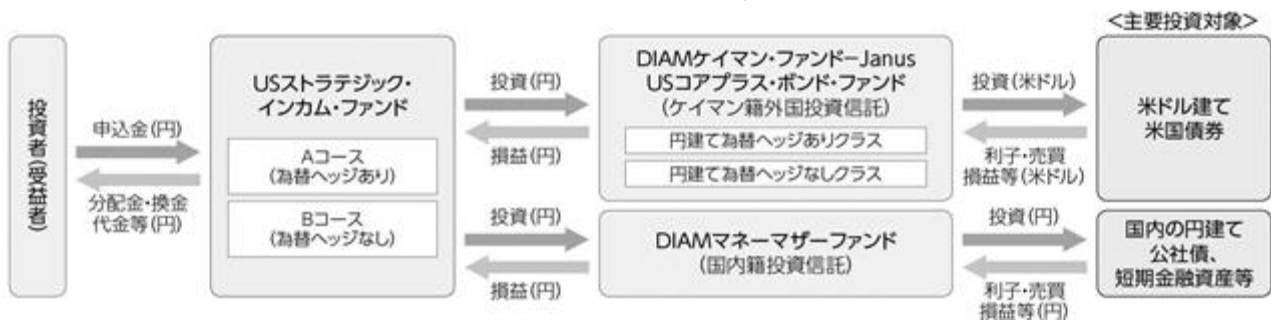 <主要投資対象>
投資者(受益者)
申込金(円)
分配金・換金
代金等(円)
USストラテジック・
インカム・ファンド
Aコース
(為替ヘッジあり)
Bコース
(為替ヘッジなし)
投資(円)
損益(円)
投資(円)
損益(円)
DIAMケイマン・ファンドーJanus
USコアプラス・ボンド・ファンド
(ケイマン籍外国投資信託)
円建て為替ヘッジありクラス
円建て為替ヘッジなしクラス
DIAMマネーマザーファンド
(国内籍投資信託)
投資(米ドル)
利子・売買
損益等(米ドル)
投資(円)
利子・売買
損益等(円)
米ドル建て
米国債券
国内の円建て
公社債、
短期金融資産等